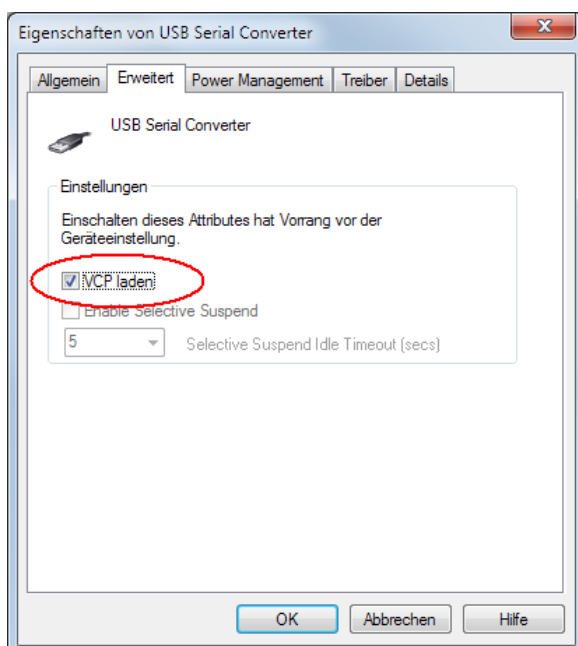 Eigenschaften von USB Serial Converter
Allgemein Erweitert Power Management Treiber Details
USB Serial Converter
Einstellungen
Einschalten dieses Attributes hat Vorrang vor der
Geräteeinstellung.
VCP laden
Enable Selective Suspend
5 Selective Suspend Idle Timeout (secs)
OK Abbrechen Hilfe